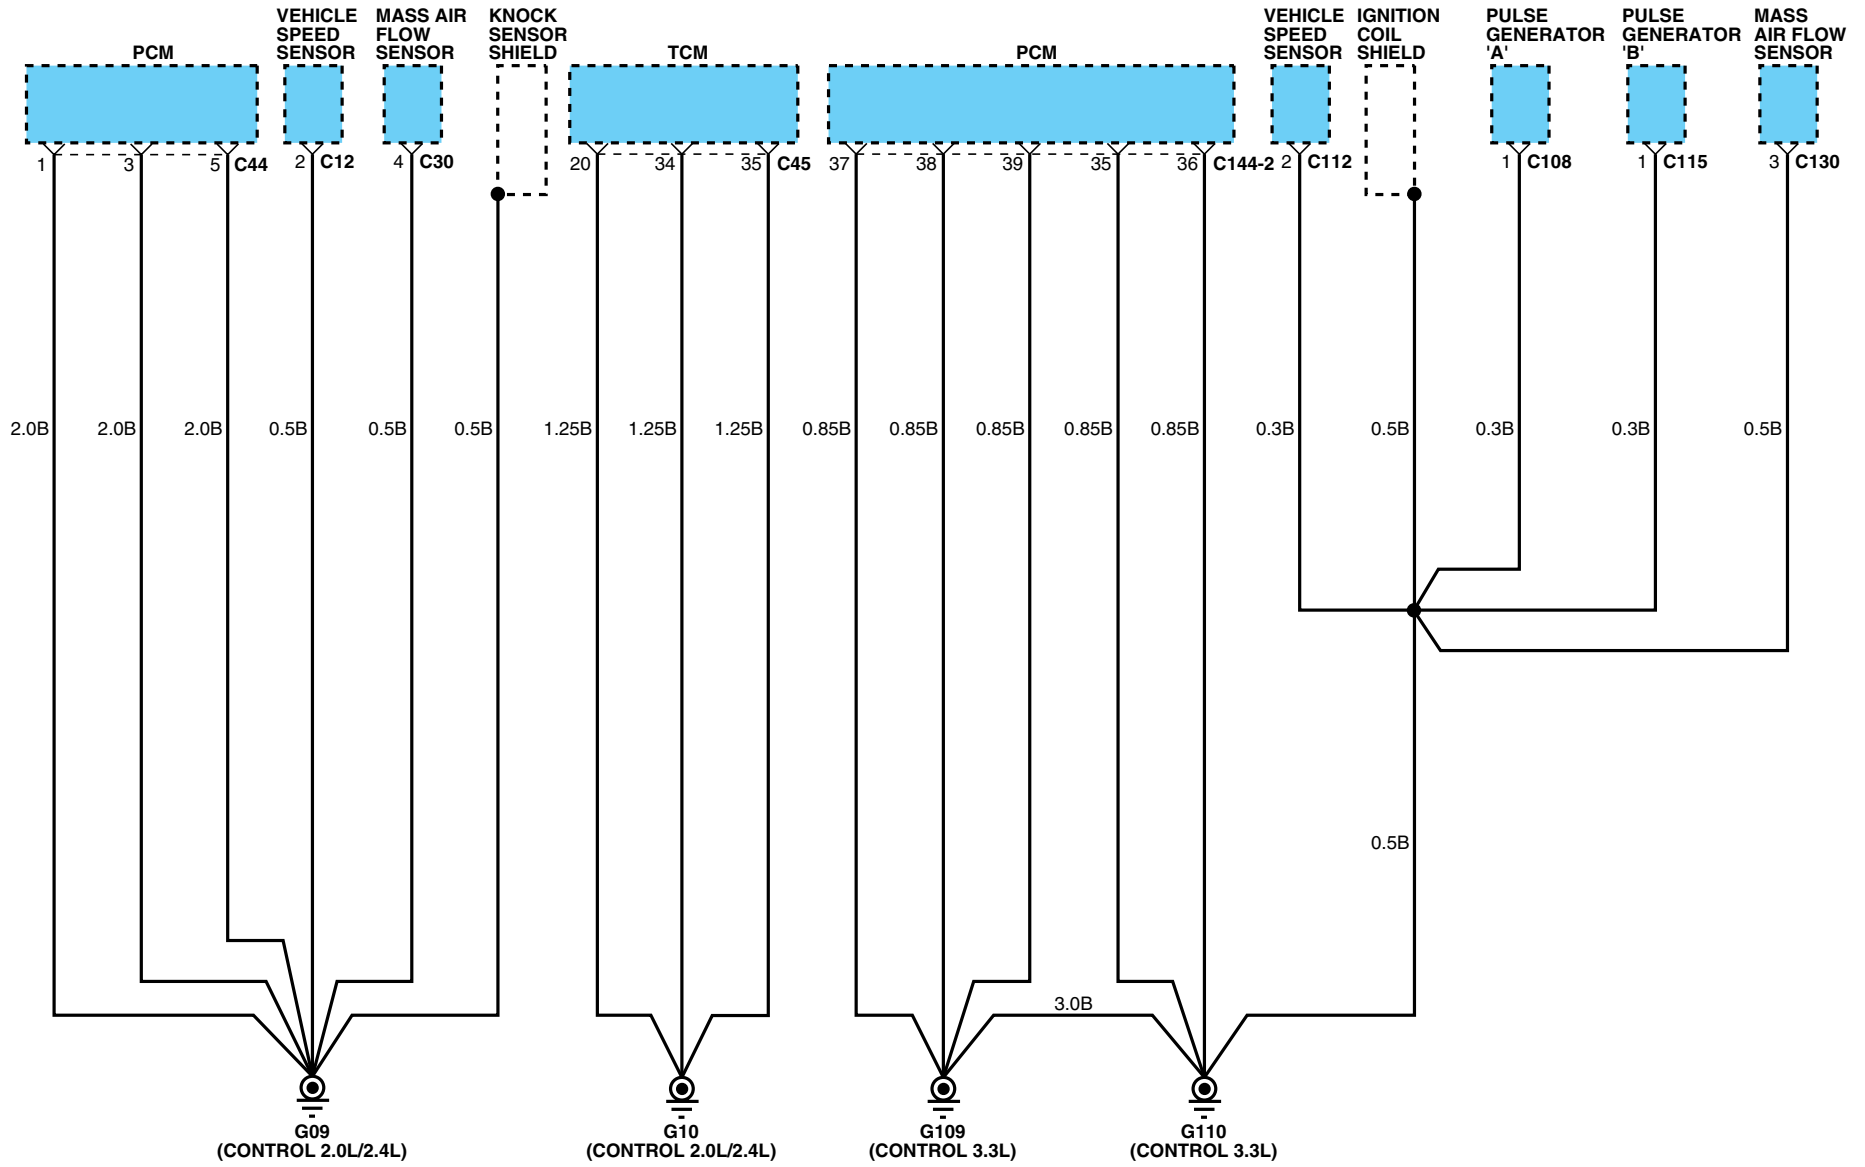 PCM
VEHICLE
SPEED
SENSOR
MASS AIR
FLOW
SENSOR
KNOCK
SENSOR
SHIELD
TCM
PCM
VEHICLE
SPEED
SENSOR
IGNITION
COIL
SHIELD
PULSE
GENERATOR
'A'
PULSE
GENERATOR
'B'
MASS
AIR FLOW
SENSOR
1 3 5 C44
2 C12
4 C30
20 34 35 C45
37 38 39 35 36 C144-2
2 C112
1 C108
1 C115
3 C130
2.0B 2.0B 2.0B 0.5B 0.5B 0.5B 1.25B 1.25B 1.25B 0.85B 0.85B 0.85B 0.85B 0.85B 0.3B 0.5B 0.3B 0.3B 0.5B
0.5B
3.0B
G09
(CONTROL 2.0L/2.4L)
G10
(CONTROL 2.0L/2.4L)
G109
(CONTROL 3.3L)
G110
(CONTROL 3.3L)